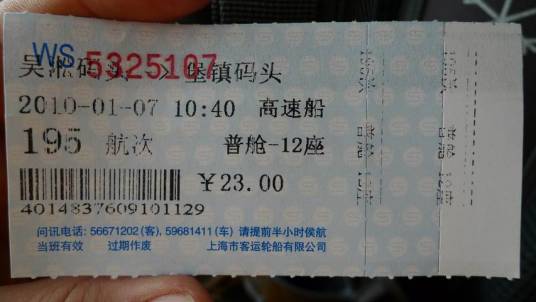 WS 5325107
吴淞码头 -> 堡镇码头
2010-01-07 10:40 高速船
195 航次 普舱-12座
￥23.00
4014837609101129
问讯电话: 56671202 (客), 59681411 (车) 请提前半小时侯航
当班有效 过期作废 上海市客运轮船有限公司